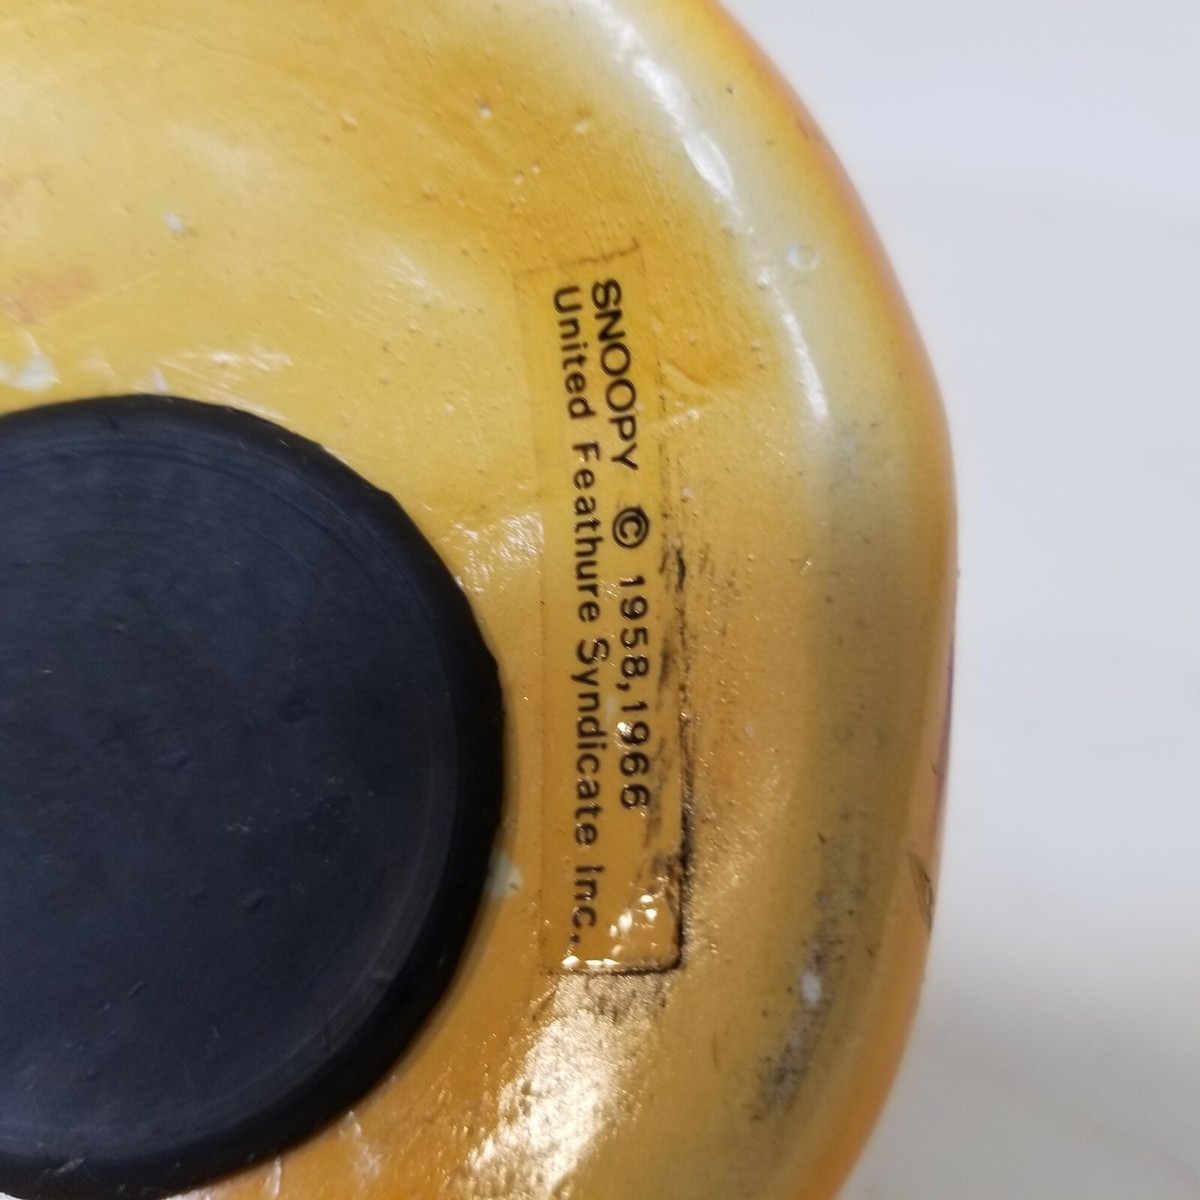 SNOOPY © 1958,1966
United Feathure Syndicate Inc.